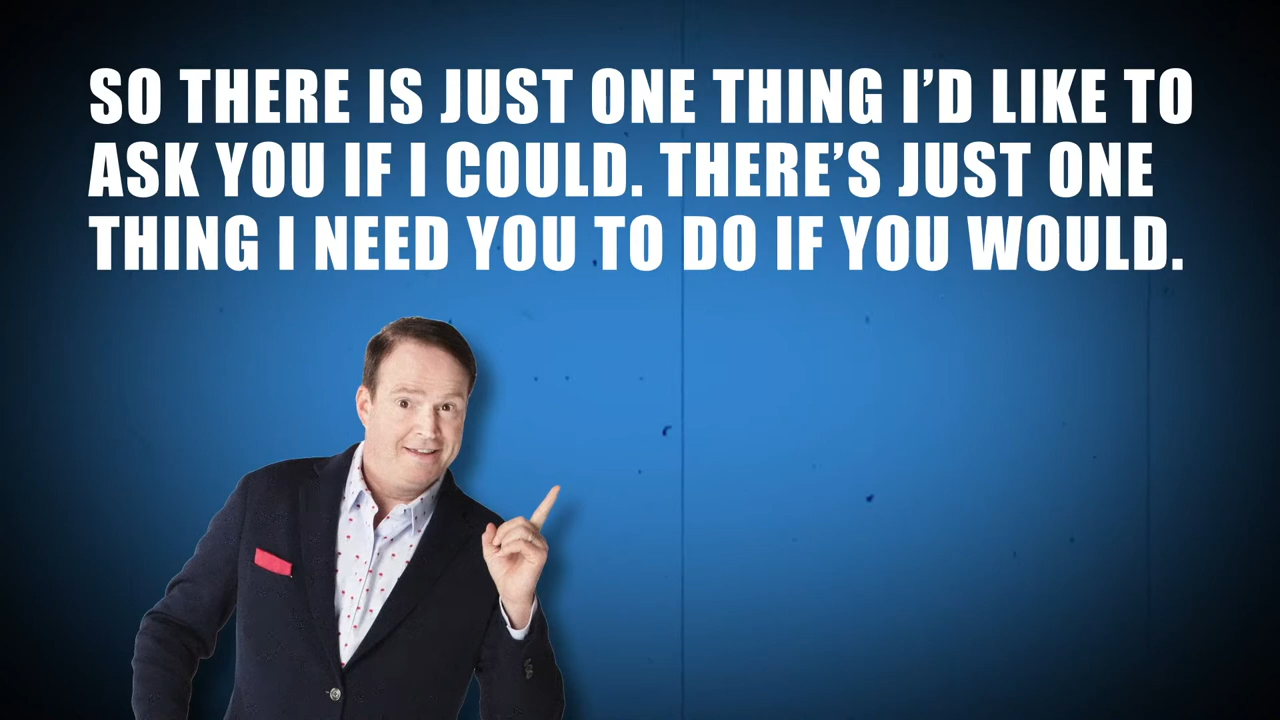 SO THERE IS JUST ONE THING I’D LIKE TO
ASK YOU IF I COULD. THERE’S JUST ONE
THING I NEED YOU TO DO IF YOU WOULD.